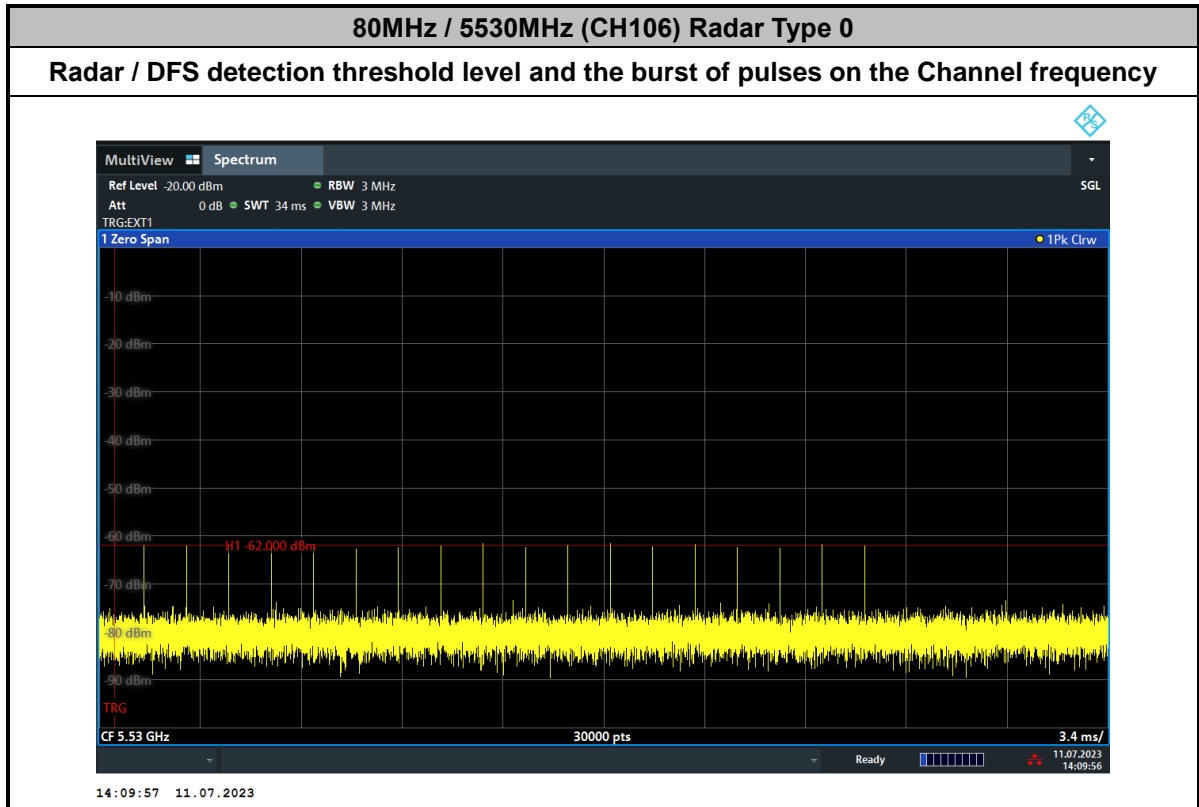 80MHz / 5530MHz (CH106) Radar Type 0
Radar / DFS detection threshold level and the burst of pulses on the Channel frequency
R&S
MultiView Spectrum
Ref Level -20.00 dBm RBW 3 MHz SGL
Att 0 dB SWT 34 ms VBW 3 MHz
TRG:EXT1
1 Zero Span 1Pk Clrw
-10 dBm
-20 dBm
-30 dBm
-40 dBm
-50 dBm
-60 dBm
H1 -62.000 dBm
-70 dBm
-80 dBm
-90 dBm
TRG
CF 5.53 GHz 30000 pts 3.4 ms/
Ready 11.07.2023
14:09:56
14:09:57 11.07.2023